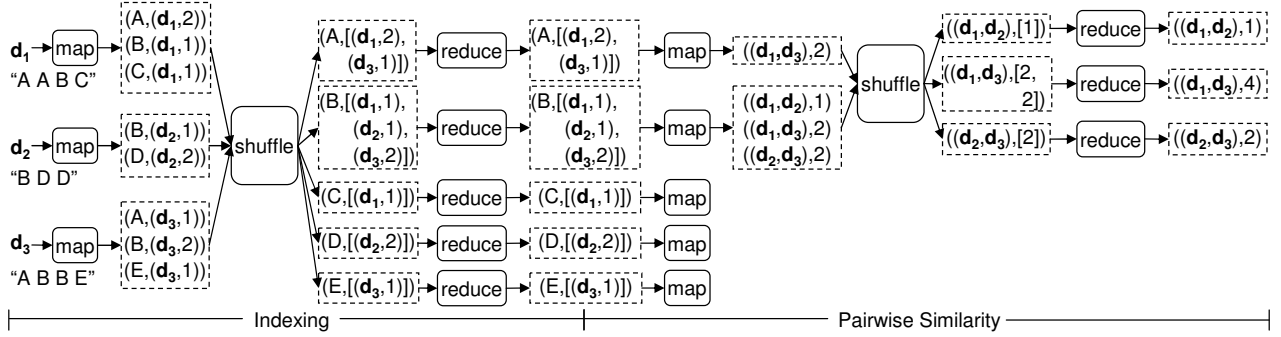 d1
map
"A A B C"
(A,(d1,2))
(B,(d1,1))
(C,(d1,1))
d2
map
"B D D"
(B,(d2,1))
(D,(d2,2))
d3
map
"A B B E"
(A,(d3,1))
(B,(d3,2))
(E,(d3,1))
shuffle
(A,[(d1,2),
(d3,1)])
reduce
(A,[(d1,2),
(d3,1)])
map
((d1,d3),2)
(B,[(d1,1),
(d2,1),
(d3,2)])
reduce
(B,[(d1,1),
(d2,1),
(d3,2)])
map
((d1,d2),1)
((d1,d3),2)
((d2,d3),2)
(C,[(d1,1)])
reduce
(C,[(d1,1)])
map
(D,[(d2,2)])
reduce
(D,[(d2,2)])
map
(E,[(d3,1)])
reduce
(E,[(d3,1)])
map
shuffle
((d1,d2),[1])
reduce
((d1,d2),1)
((d1,d3),[2,
2])
reduce
((d1,d3),4)
((d2,d3),[2])
reduce
((d2,d3),2)
Indexing
Pairwise Similarity